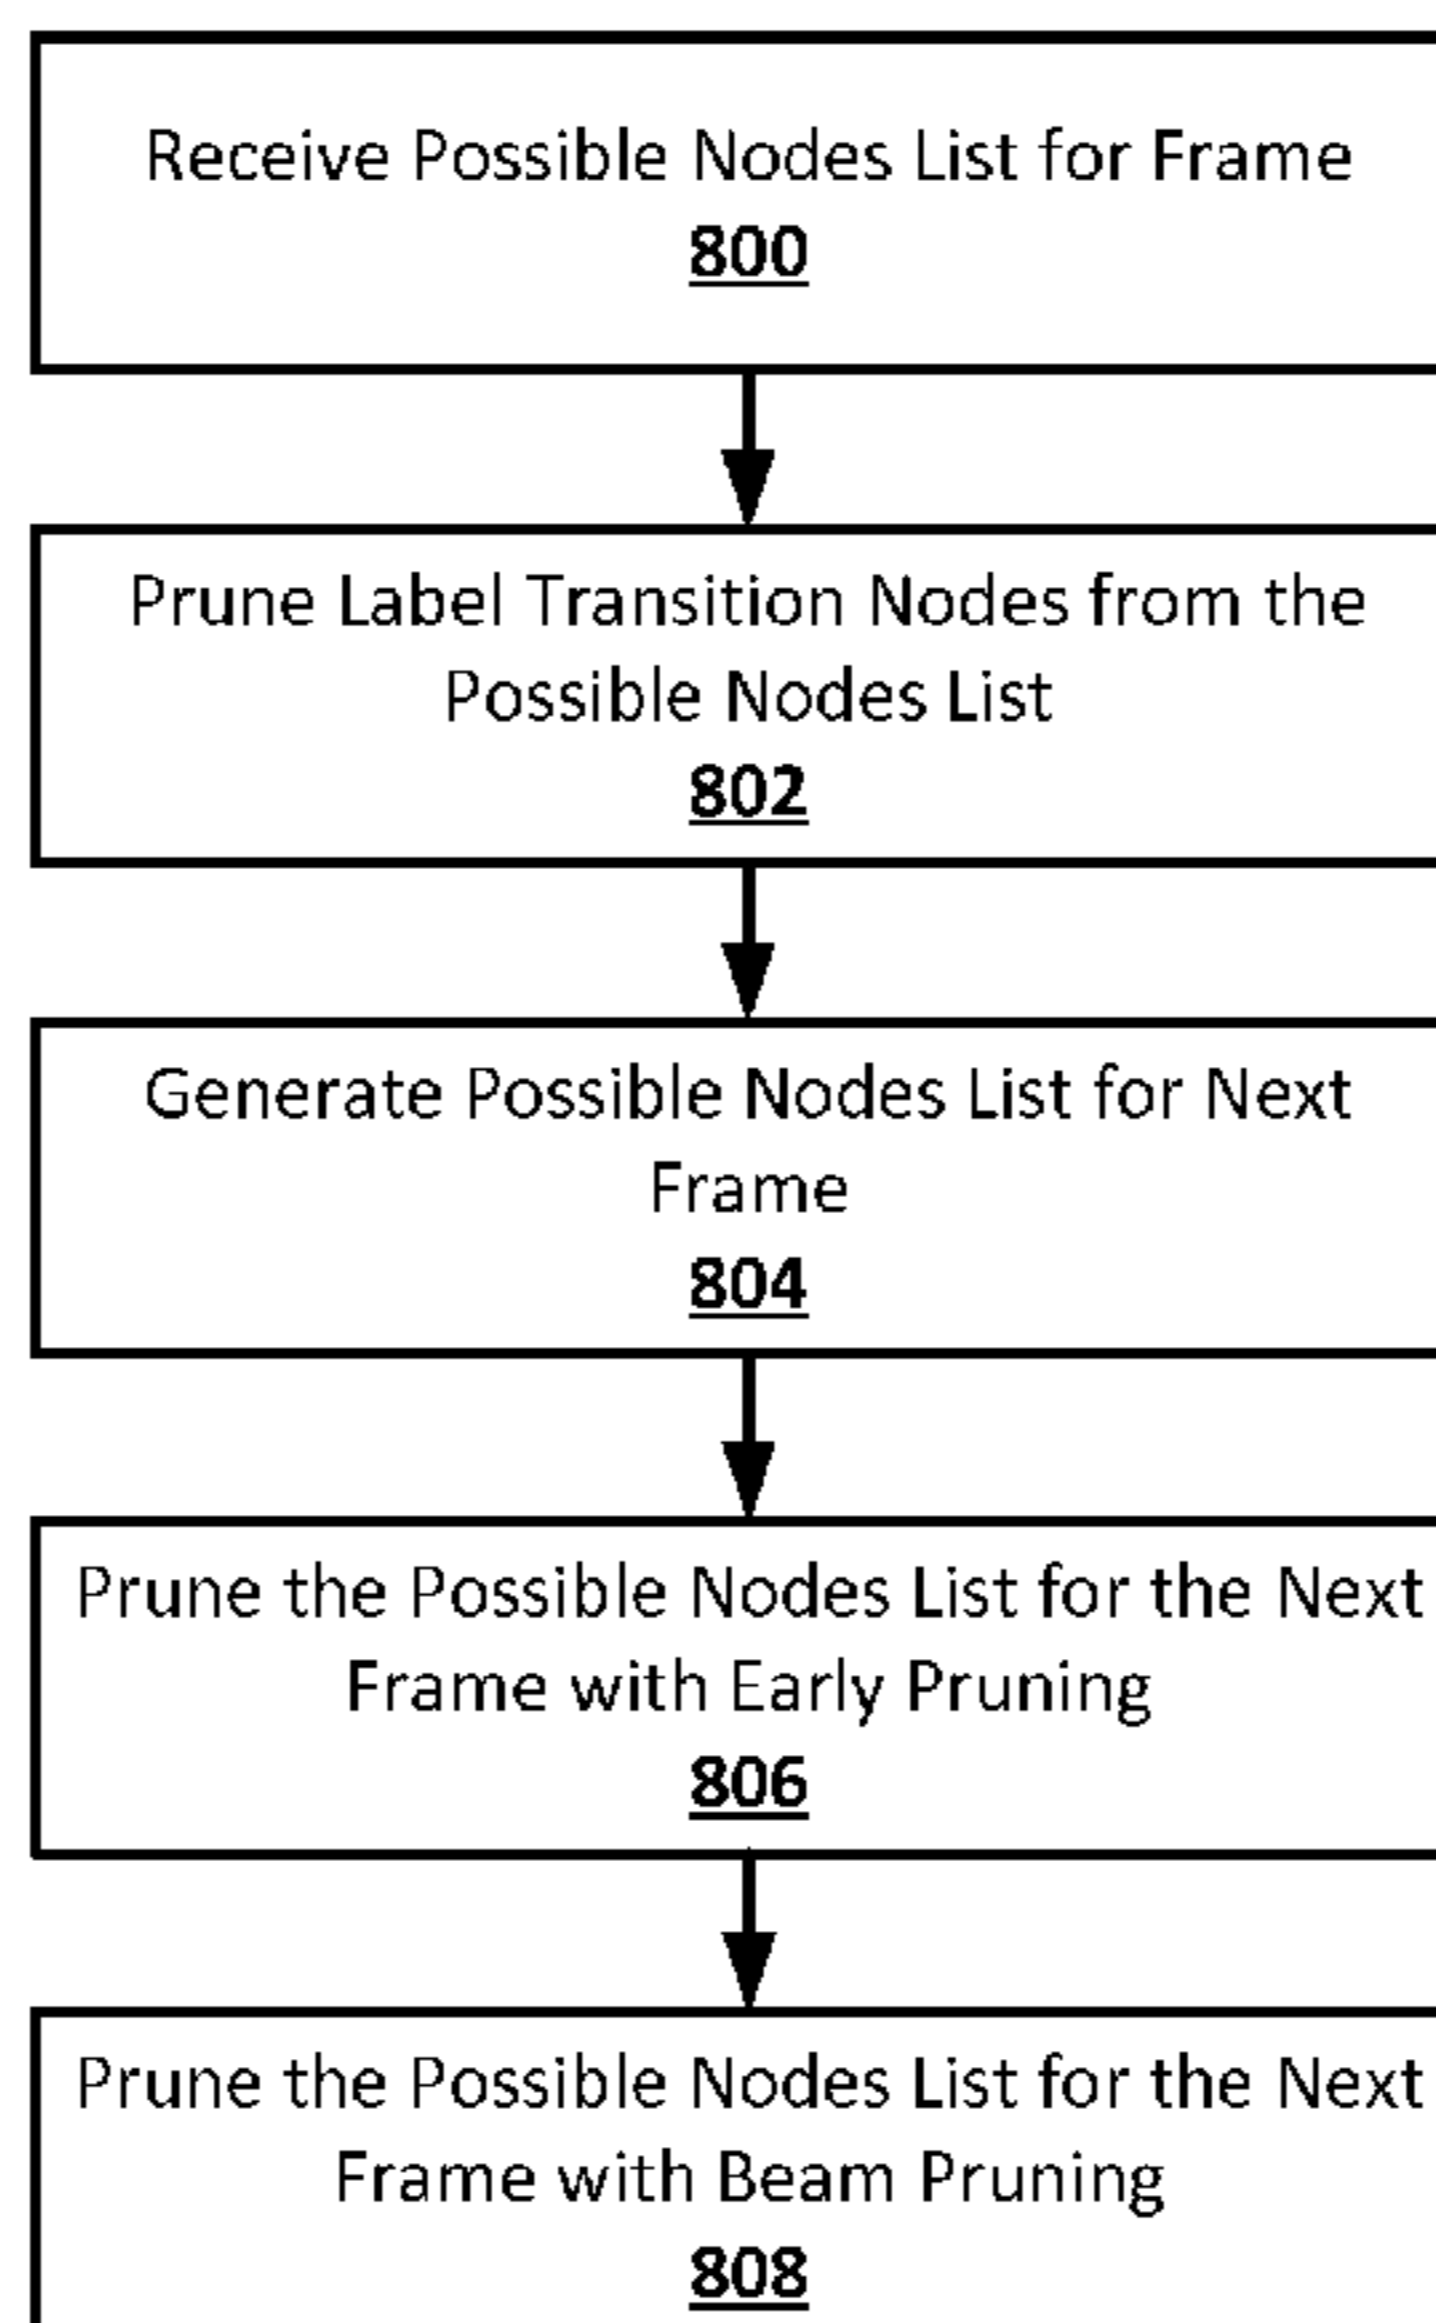 Receive Possible Nodes List for Frame
800
Prune Label Transition Nodes from the
Possible Nodes List
802
Generate Possible Nodes List for Next
Frame
804
Prune the Possible Nodes List for the Next
Frame with Early Pruning
806
Prune the Possible Nodes List for the Next
Frame with Beam Pruning
808